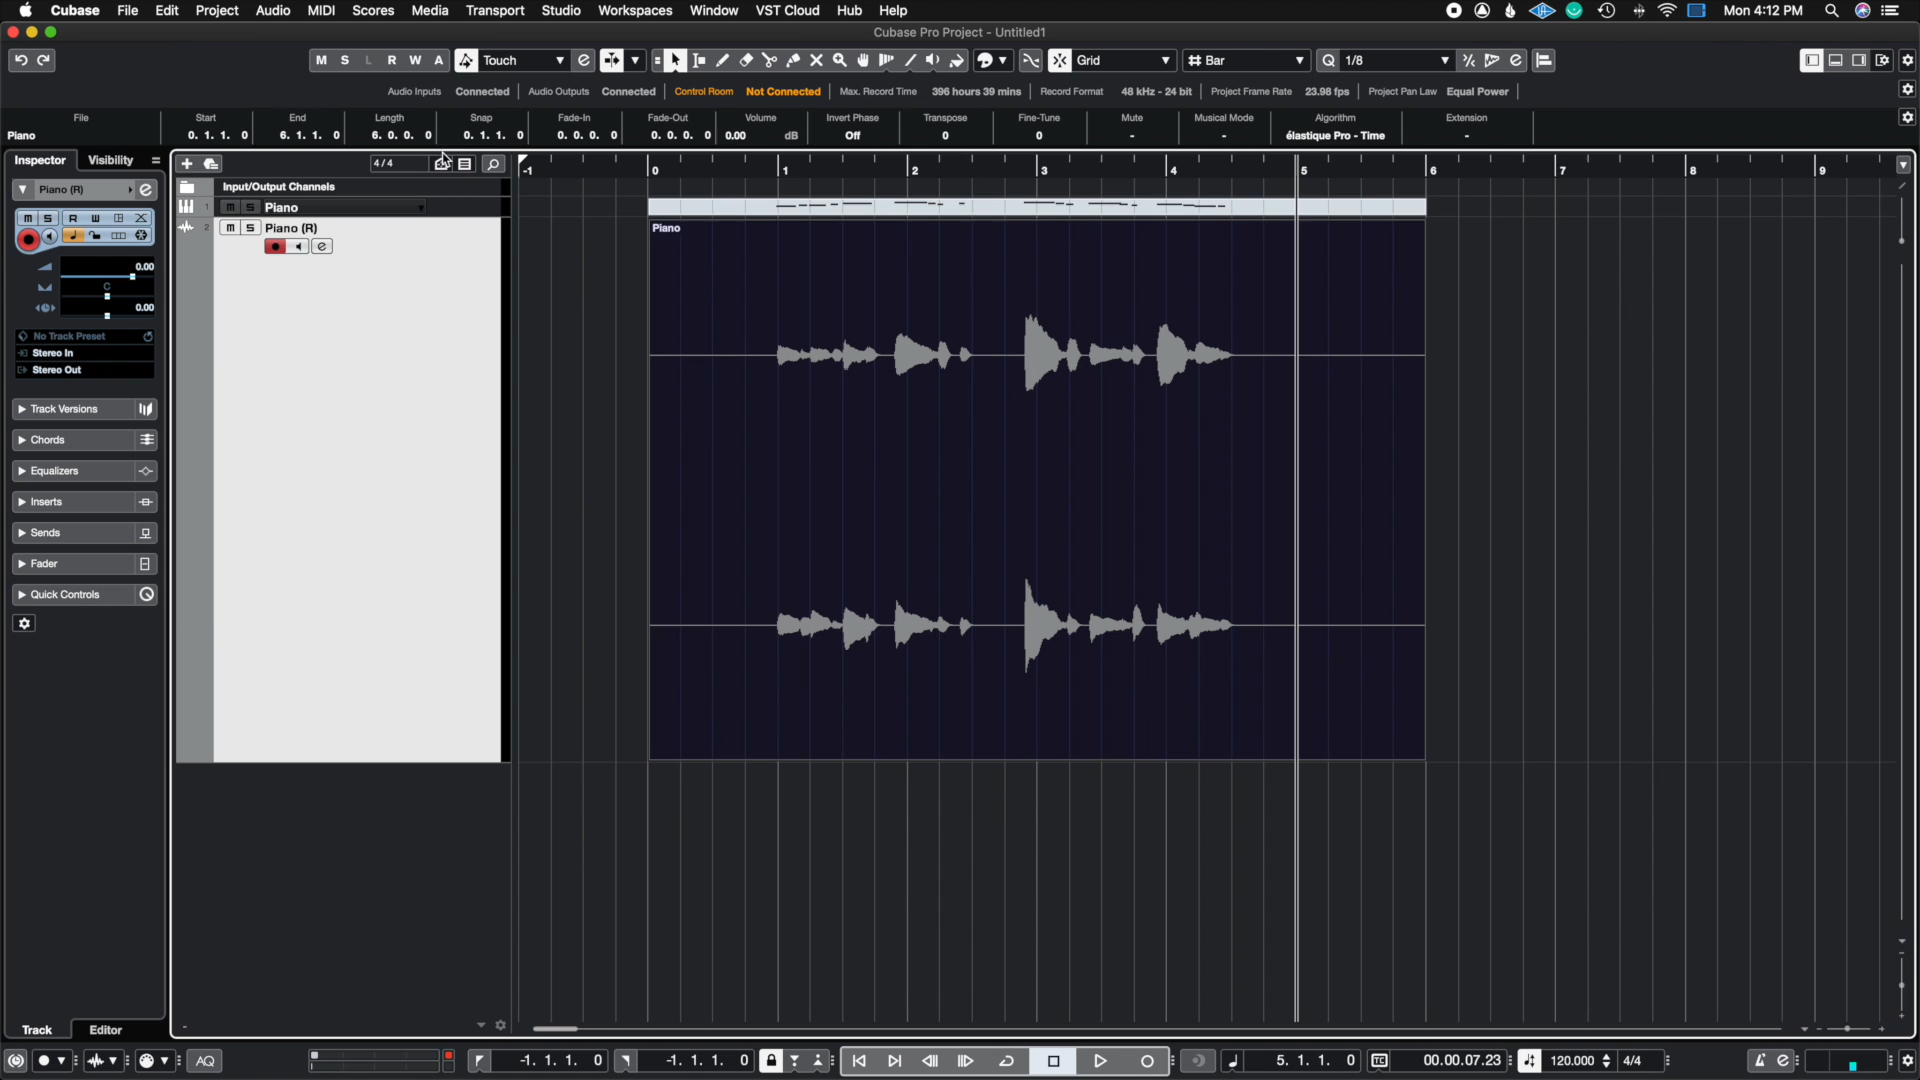 Cubase File Edit Project Audio MIDI Scores Media Transport Studio Workspaces Window VST Cloud Hub Help Mon 4:12 PM
Cubase Pro Project - Untitled1
M S L R W A Touch Grid Bar Q 1/8
Audio Inputs Connected Audio Outputs Connected Control Room Not Connected Max. Record Time 396 hours 39 mins Record Format 48 kHz - 24 bit Project Frame Rate 23.98 fps Project Pan Law Equal Power
File Start End Length Snap Fade-In Fade-Out Volume Invert Phase Transpose Fine-Tune Mute Musical Mode Algorithm Extension
Piano 0. 1. 1. 0 6. 1. 1. 0 6. 0. 0. 0 0. 1. 1. 0 0. 0. 0. 0 0. 0. 0. 0 0.00 dB Off 0 0 - - élastique Pro - Time -
Inspector Visibility 4/4 -1 0 1 2 3 4 5 6 7 8 9
Piano (R) Input/Output Channels
1 m S Piano
m S R W
2 m S Piano (R) Piano
0.00
C
0.00
No Track Preset
Stereo In
Stereo Out
Track Versions
Chords
Equalizers
Inserts
Sends
Fader
Quick Controls
Track Editor
AQ -1. 1. 1. 0 -1. 1. 1. 0 5. 1. 1. 0 TC 00.00.07.23 120.000 4/4